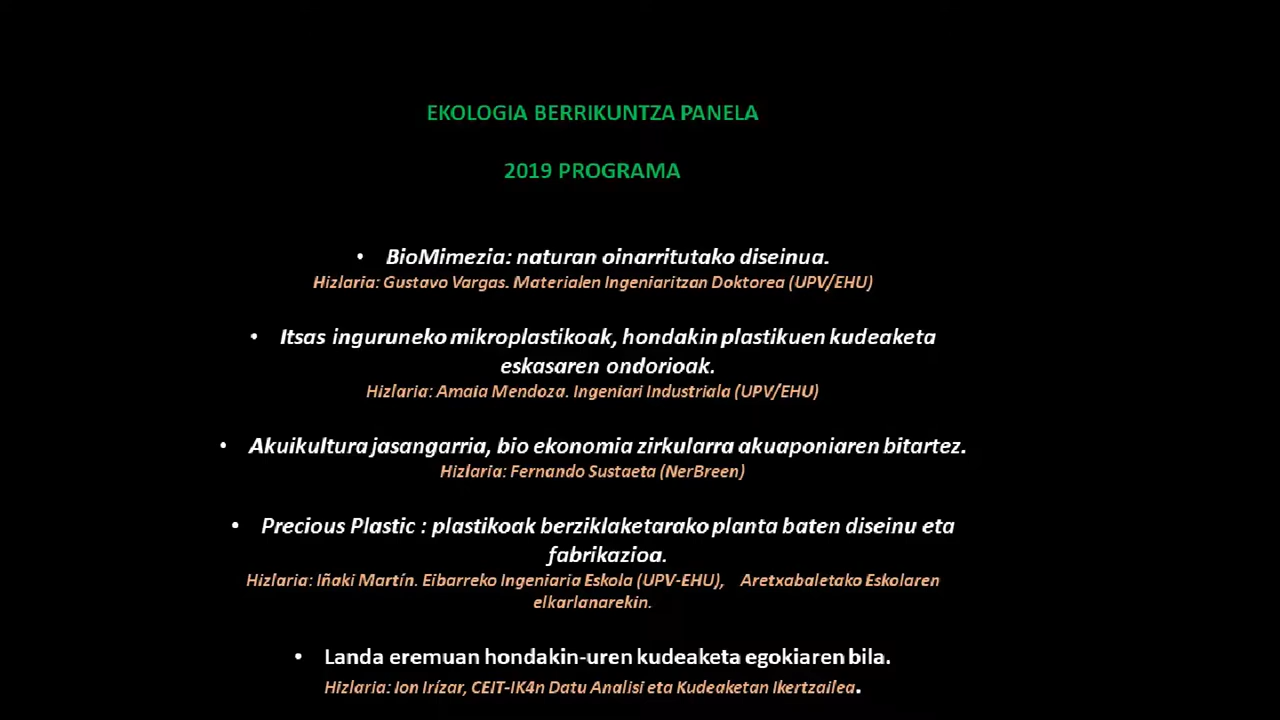 EKOLOGIA BERRIKUNTZA PANELA
2019 PROGRAMA
• BioMimezia: naturan oinarritutako diseinua.
Hizlaria: Gustavo Vargas. Materialen Ingeniaritzan Doktorea (UPV/EHU)
• Itsas inguruneko mikroplastikoak, hondakin plastikuen kudeaketa
eskasaren ondorioak.
Hizlaria: Amaia Mendoza. Ingeniari Industriala (UPV/EHU)
• Akuikultura jasangarria, bio ekonomia zirkularra akuaponiaren bitartez.
Hizlaria: Fernando Sustaeta (NerBreen)
• Precious Plastic : plastikoak berziklaketarako planta baten diseinu eta
fabrikazioa.
Hizlaria: Iñaki Martín. Eibarreko Ingeniaria Eskola (UPV-EHU), Aretxabaletako Eskolaren
elkarlanarekin.
• Landa eremuan hondakin-uren kudeaketa egokiaren bila.
Hizlaria: Ion Irízar, CEIT-IK4n Datu Analisi eta Kudeaketan Ikertzailea.